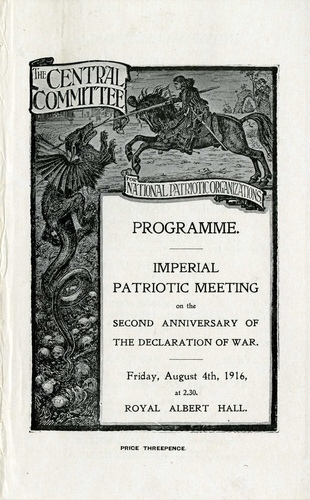 THE CENTRAL
COMMITTEE
FOR
NATIONAL PATRIOTIC ORGANIZATIONS
PROGRAMME.
IMPERIAL
PATRIOTIC MEETING
on the
SECOND ANNIVERSARY OF
THE DECLARATION OF WAR.
Friday, August 4th, 1916,
at 2.30.
ROYAL ALBERT HALL.
PRICE THREEPENCE.